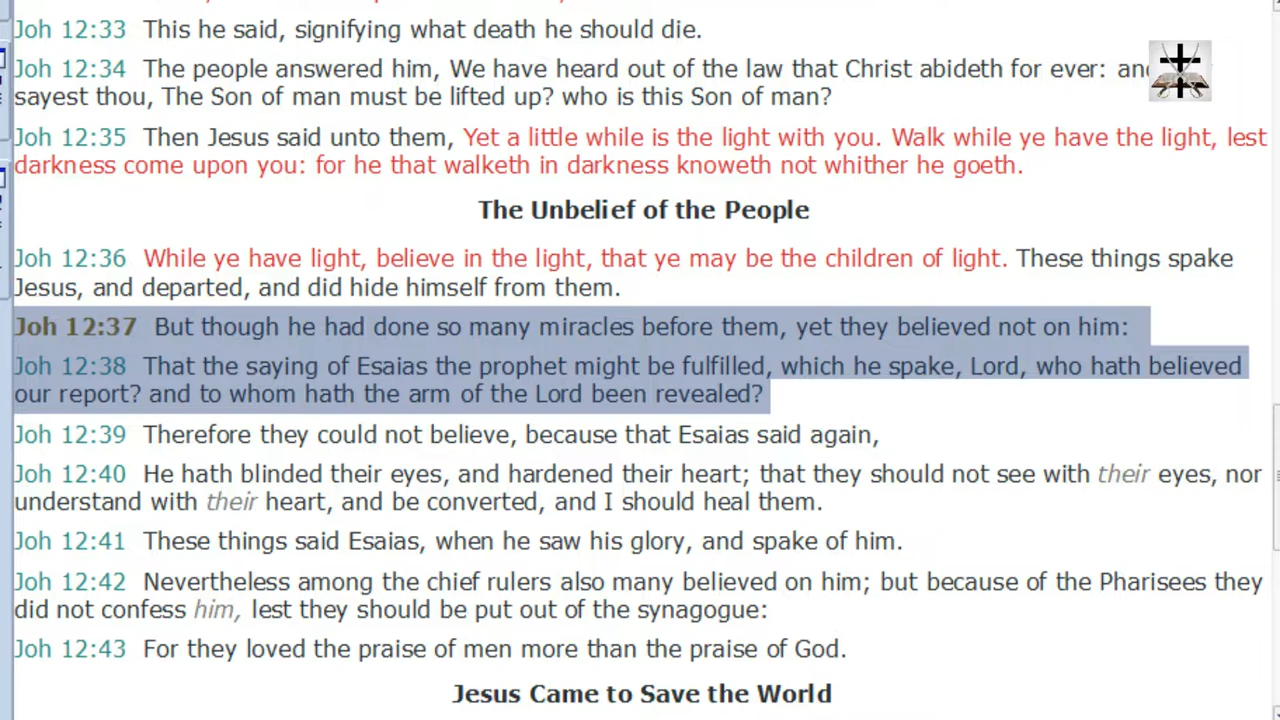 Joh 12:33 This he said, signifying what death he should die.
Joh 12:34 The people answered him, We have heard out of the law that Christ abideth for ever: and
sayest thou, The Son of man must be lifted up? who is this Son of man?
Joh 12:35 Then Jesus said unto them, Yet a little while is the light with you. Walk while ye have the light, lest
darkness come upon you: for he that walketh in darkness knoweth not whither he goeth.
The Unbelief of the People
Joh 12:36 While ye have light, believe in the light, that ye may be the children of light. These things spake
Jesus, and departed, and did hide himself from them.
Joh 12:37 But though he had done so many miracles before them, yet they believed not on him:
Joh 12:38 That the saying of Esaias the prophet might be fulfilled, which he spake, Lord, who hath believed
our report? and to whom hath the arm of the Lord been revealed?
Joh 12:39 Therefore they could not believe, because that Esaias said again,
Joh 12:40 He hath blinded their eyes, and hardened their heart; that they should not see with their eyes, nor
understand with their heart, and be converted, and I should heal them.
Joh 12:41 These things said Esaias, when he saw his glory, and spake of him.
Joh 12:42 Nevertheless among the chief rulers also many believed on him; but because of the Pharisees they
did not confess him, lest they should be put out of the synagogue:
Joh 12:43 For they loved the praise of men more than the praise of God.
Jesus Came to Save the World